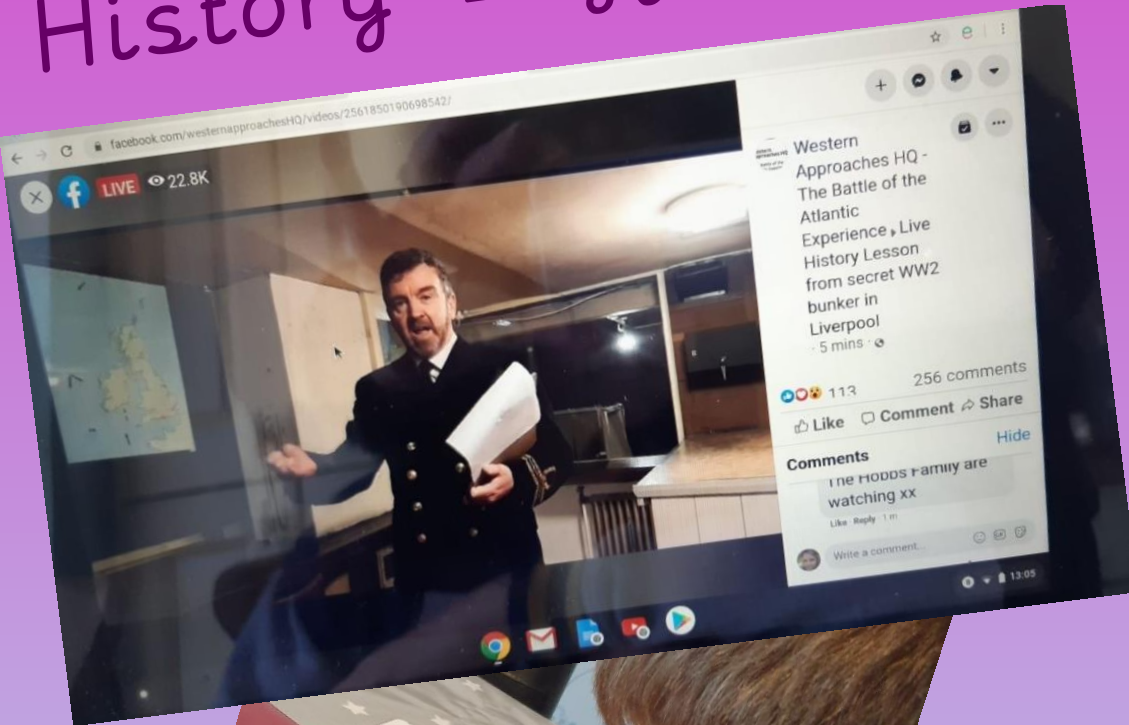 History
facebook.com/westernapproachesHQ/videos/2561850190698542/
LIVE 22.8K
Western
Approaches HQ -
The Battle of the
Atlantic
Experience ▸ Live
History Lesson
from secret WW2
bunker in
Liverpool
· 5 mins ·
113 256 comments
Like Comment Share
Hide
Comments
The Hobbs Family are
watching xx
Like · Reply · 1 m
Write a comment...
13:05